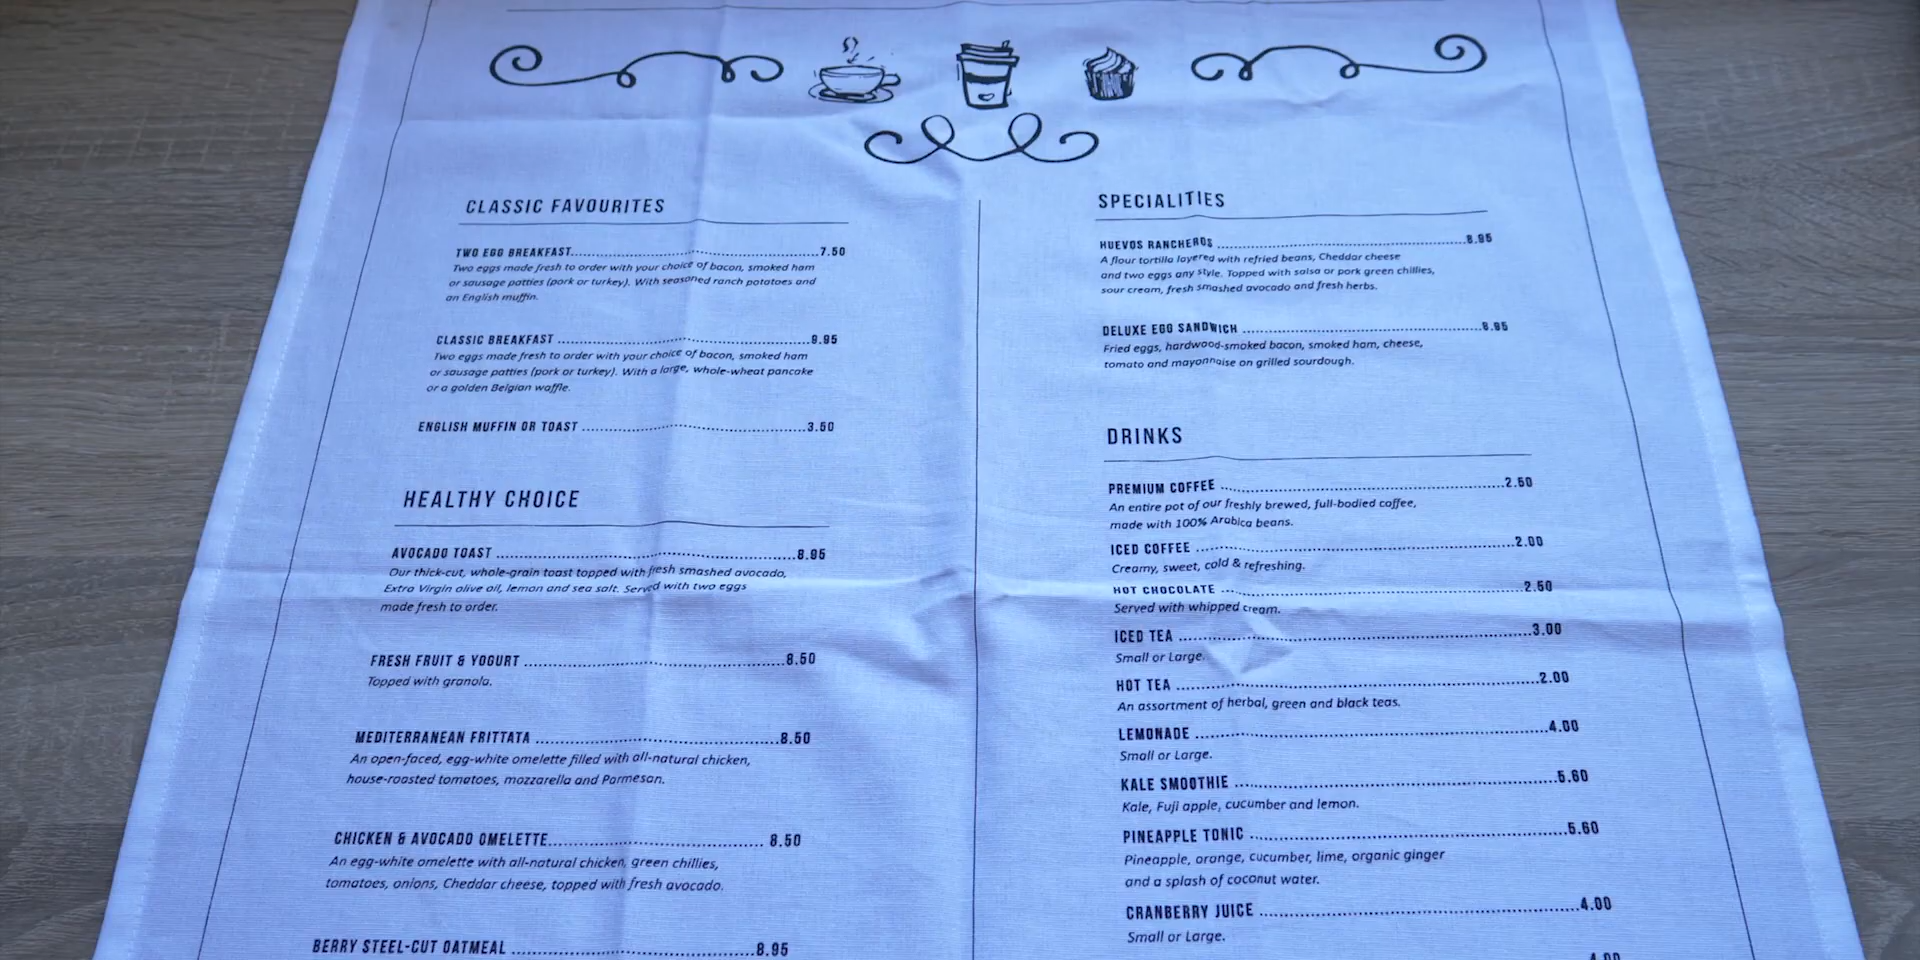 CLASSIC FAVOURITES
TWO EGG BREAKFAST 7.50
Two eggs made fresh to order with your choice of bacon, smoked ham
or sausage patties (pork or turkey). With seasoned ranch potatoes and
an English muffin.
CLASSIC BREAKFAST 9.95
Two eggs made fresh to order with your choice of bacon, smoked ham
or sausage patties (pork or turkey). With a large, whole-wheat pancake
or a golden Belgian waffle.
ENGLISH MUFFIN OR TOAST 3.50
HEALTHY CHOICE
AVOCADO TOAST 8.95
Our thick-cut, whole-grain toast topped with fresh smashed avocado,
Extra Virgin olive oil, lemon and sea salt. Served with two eggs
made fresh to order.
FRESH FRUIT & YOGURT 8.50
Topped with granola.
MEDITERRANEAN FRITTATA 8.50
An open-faced, egg-white omelette filled with all-natural chicken,
house-roasted tomatoes, mozzarella and Parmesan.
CHICKEN & AVOCADO OMELETTE 8.50
An egg-white omelette with all-natural chicken, green chillies,
tomatoes, onions, Cheddar cheese, topped with fresh avocado.
BERRY STEEL-CUT OATMEAL 8.95
SPECIALITIES
HUEVOS RANCHEROS 8.95
A flour tortilla layered with refried beans, Cheddar cheese
and two eggs any style. Topped with salsa or pork green chillies,
sour cream, fresh smashed avocado and fresh herbs.
DELUXE EGG SANDWICH 8.95
Fried eggs, hardwood-smoked bacon, smoked ham, cheese,
tomato and mayonnaise on grilled sourdough.
DRINKS
PREMIUM COFFEE 2.50
An entire pot of our freshly brewed, full-bodied coffee,
made with 100% Arabica beans.
ICED COFFEE 2.00
Creamy, sweet, cold & refreshing.
HOT CHOCOLATE 2.50
Served with whipped cream.
ICED TEA 3.00
Small or Large.
HOT TEA 2.00
An assortment of herbal, green and black teas.
LEMONADE 4.00
Small or Large.
KALE SMOOTHIE 5.60
Kale, Fuji apple, cucumber and lemon.
PINEAPPLE TONIC 5.60
Pineapple, orange, cucumber, lime, organic ginger
and a splash of coconut water.
CRANBERRY JUICE 4.00
Small or Large.